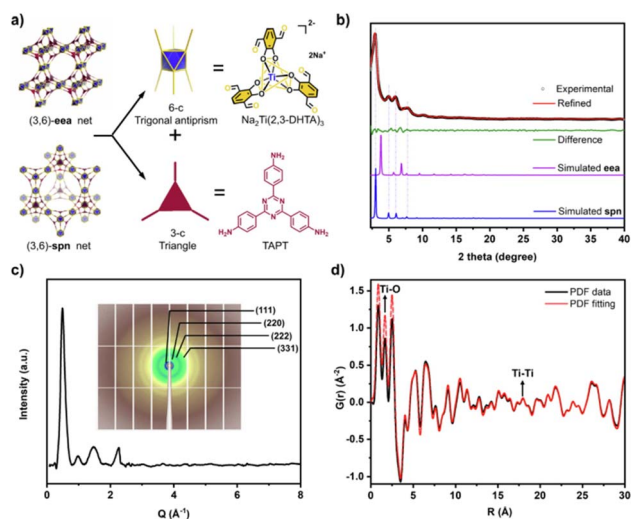 a)
(3,6)-eea net
(3,6)-spn net
6-c
Trigonal antiprism
+
3-c
Triangle
=
=
2-
2Na⁺
O
O
O
O
O
O
O
O
O
O
O
O
Ti
Na₂Ti(2,3-DHTA)₃
NH₂
N
N
N
H₂N
NH₂
TAPT
b)
Experimental
Refined
Difference
Simulated eea
Simulated spn
5 10 15 20 25 30 35 40
2 theta (degree)
c)
Intensity (a.u.)
(111)
(220)
(222)
(331)
0 2 4 6 8
Q (Å⁻¹)
d)
G(r) (Å⁻²)
1.5
1.0
0.5
0.0
-0.5
-1.0
Ti-O
PDF data
PDF fitting
Ti-Ti
0 5 10 15 20 25 30
R (Å)